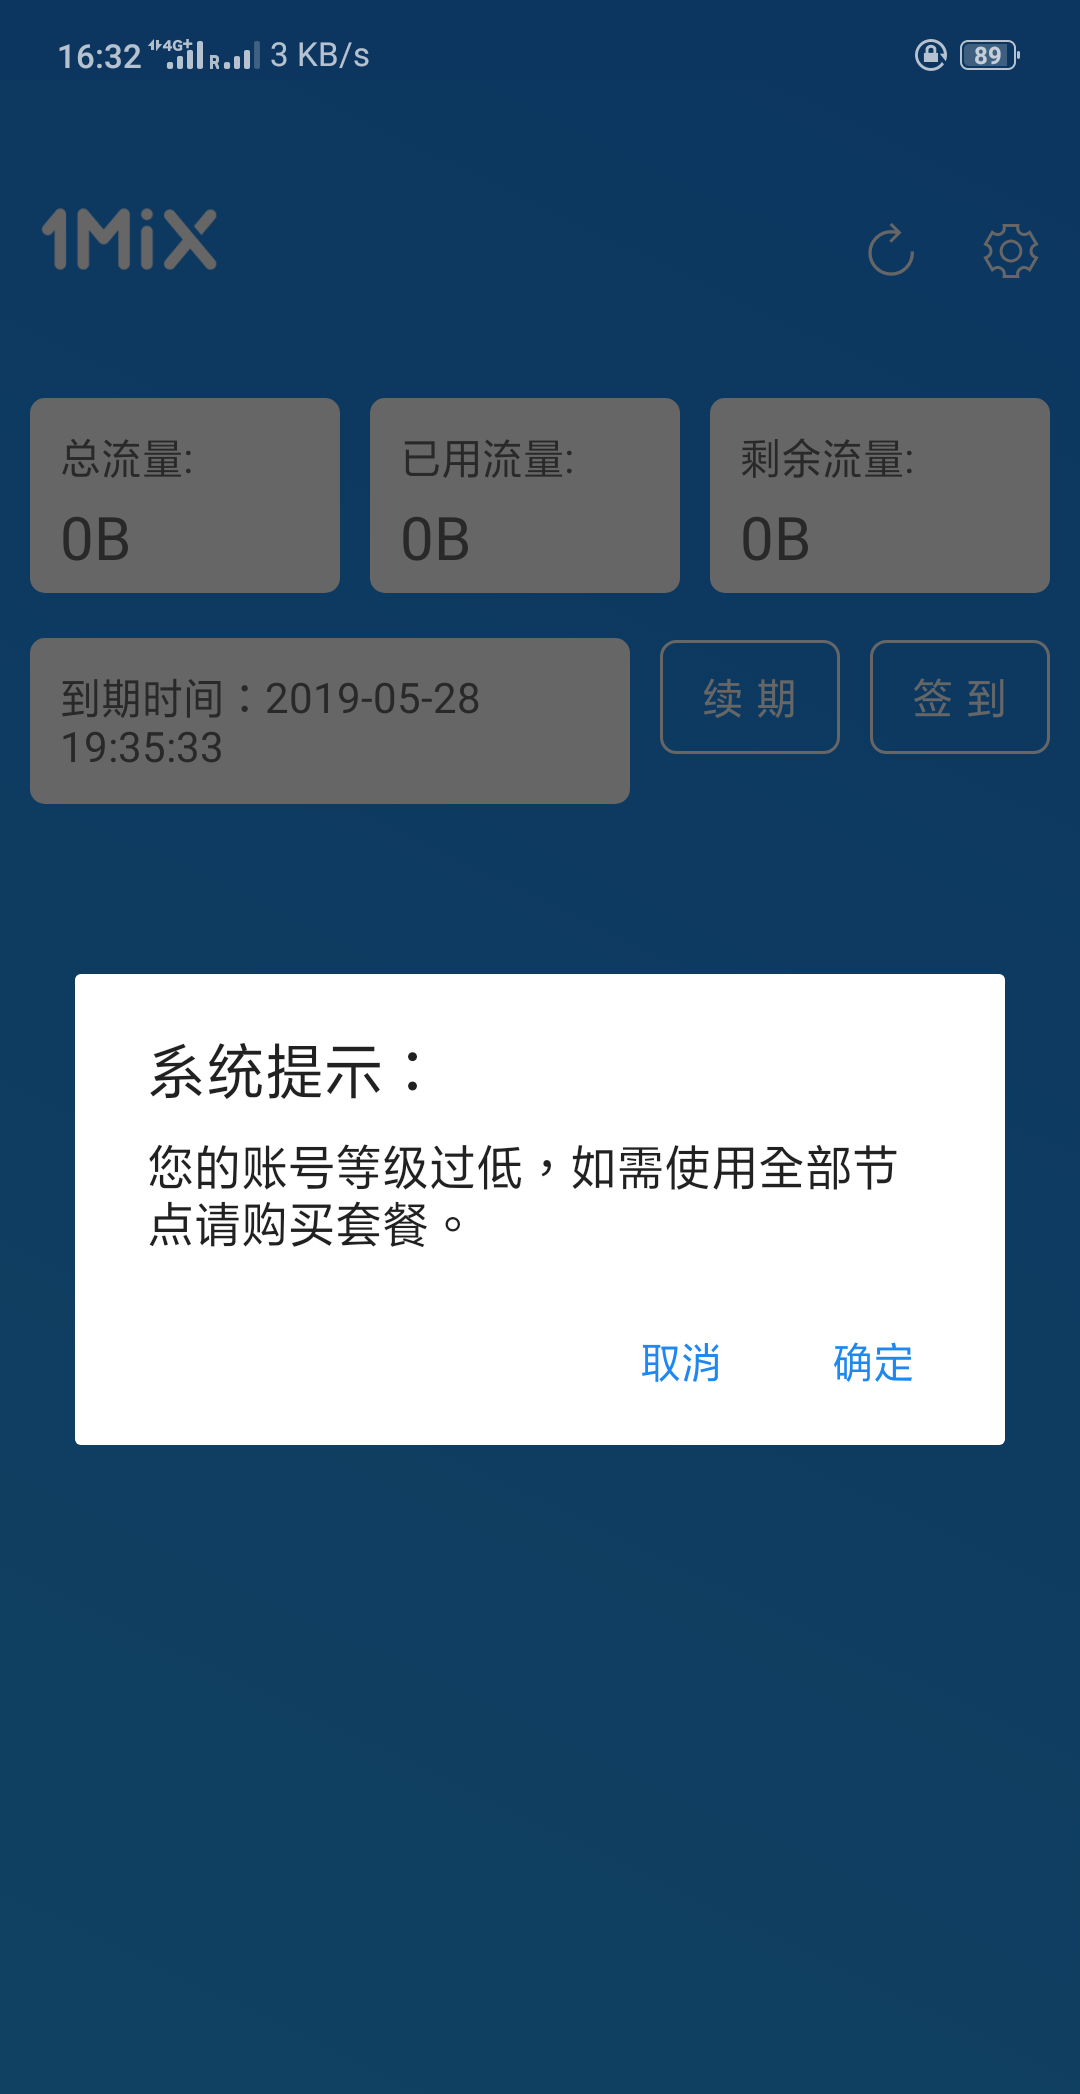 16:32 4G+ R 3 KB/s 89
1MiX
总流量: 已用流量: 剩余流量:
0B 0B 0B
到期时间：2019-05-28
19:35:33
续 期 签 到
系统提示：
您的账号等级过低，如需使用全部节
点请购买套餐。
取消 确定